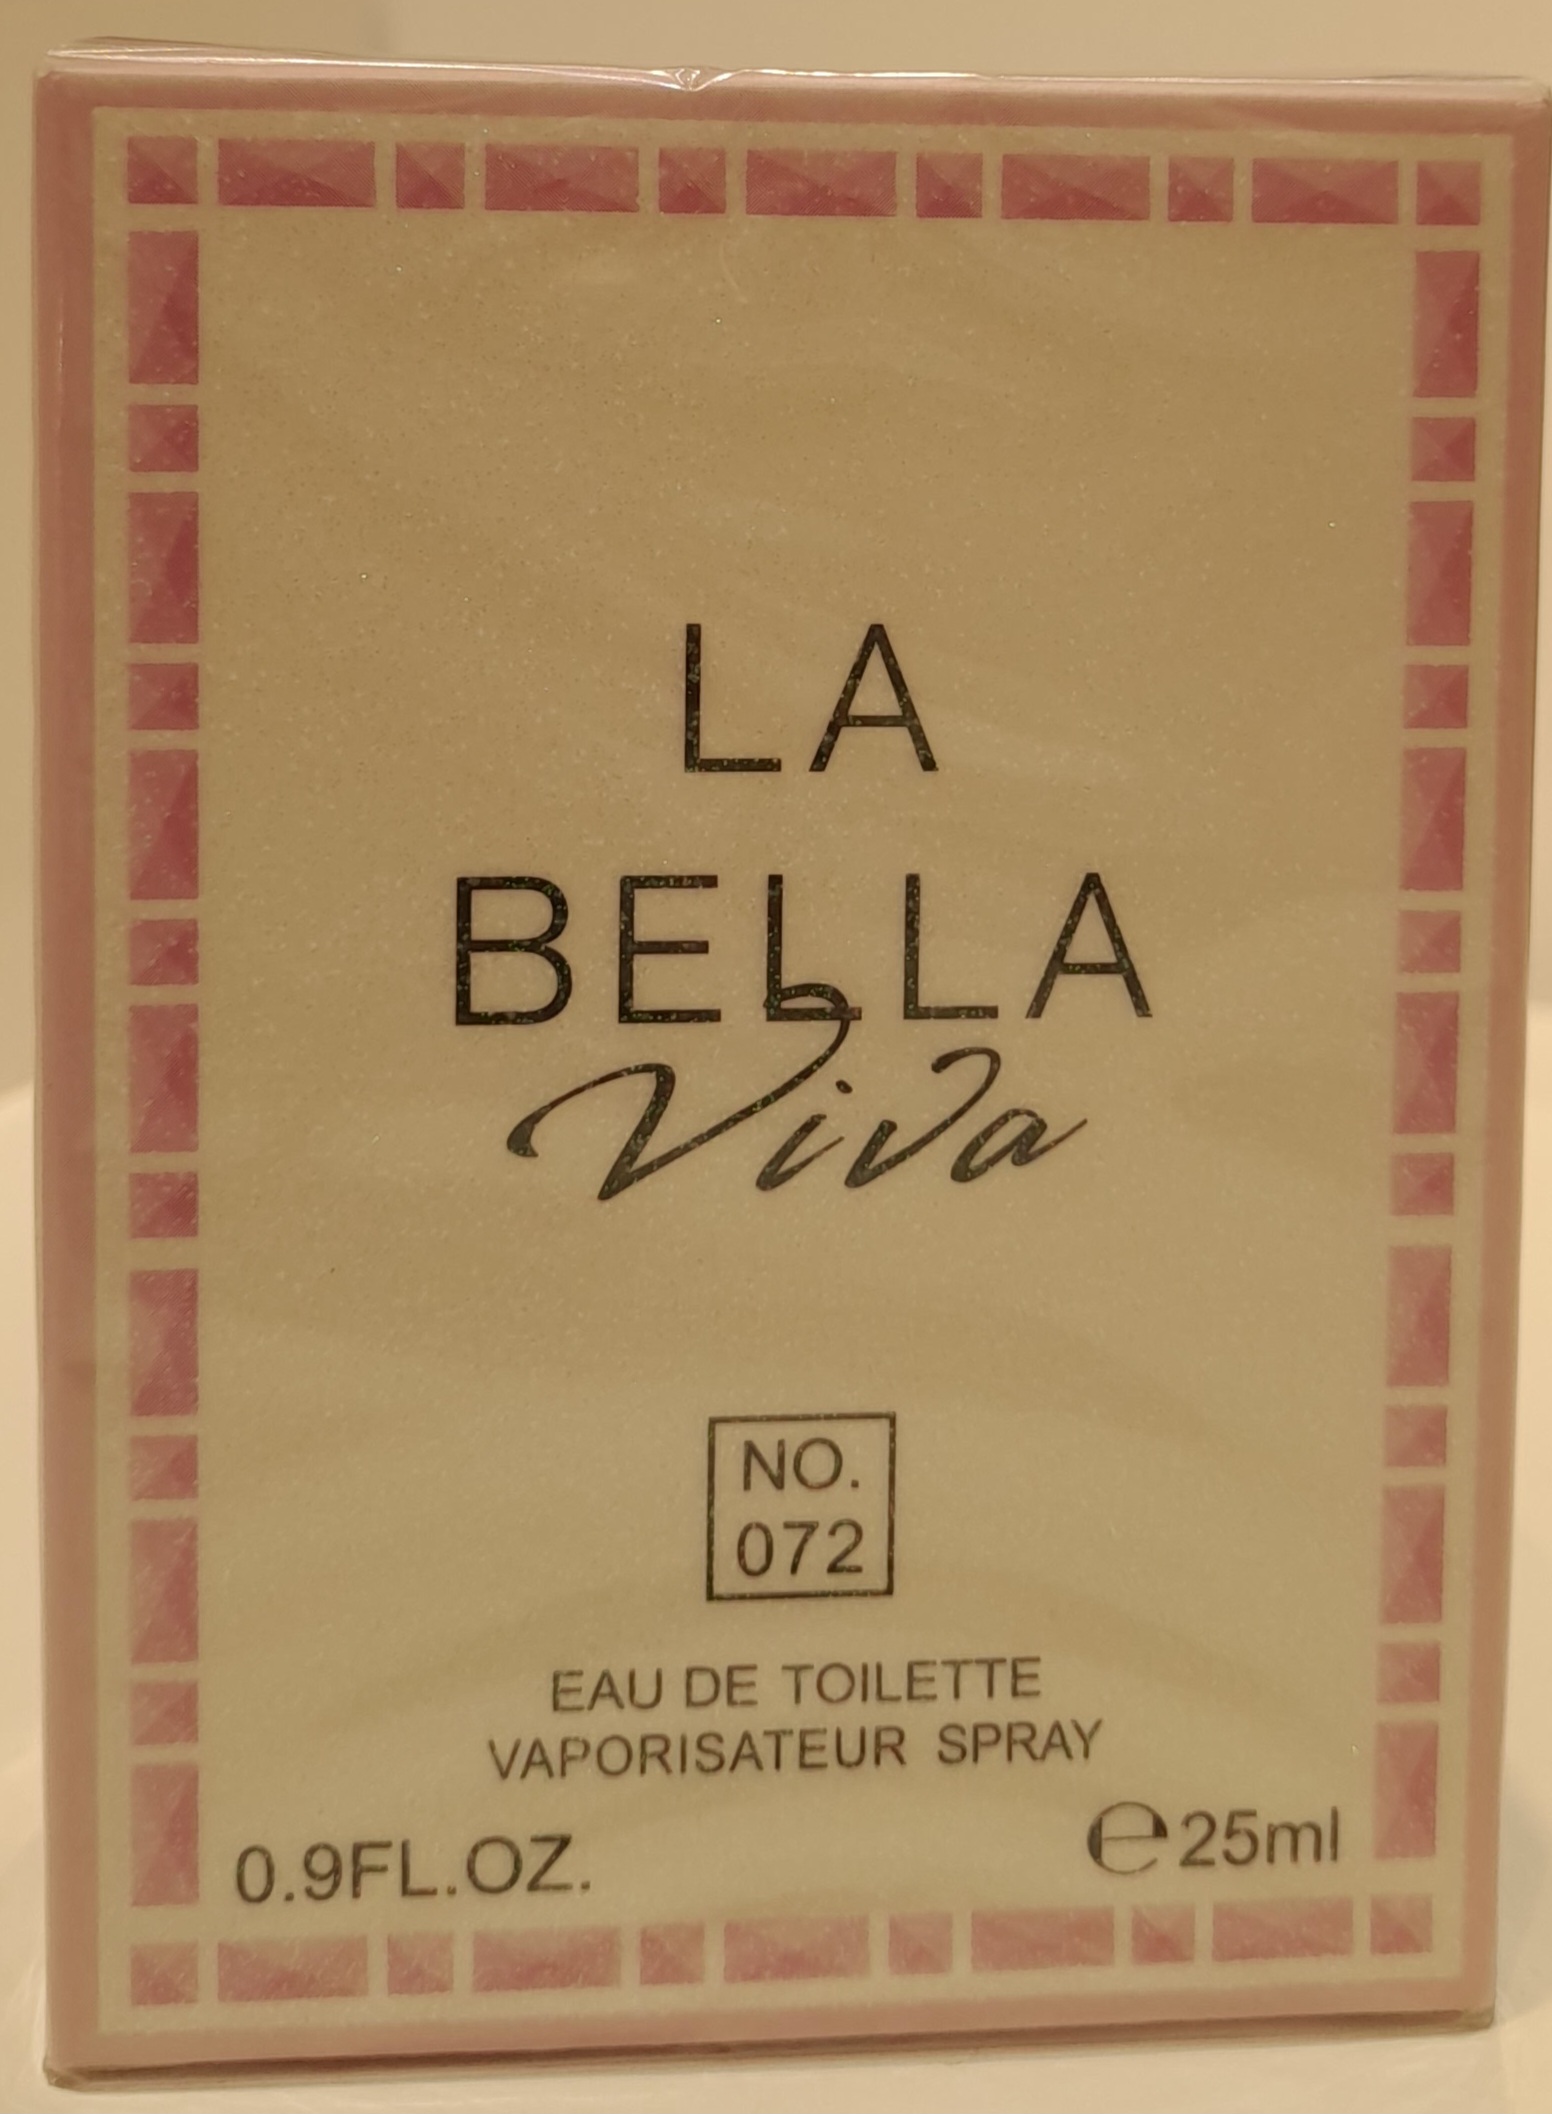 LA
BELLA
Viva
NO.
072
EAU DE TOILETTE
VAPORISATEUR SPRAY
0.9FL.OZ. ℮25ml